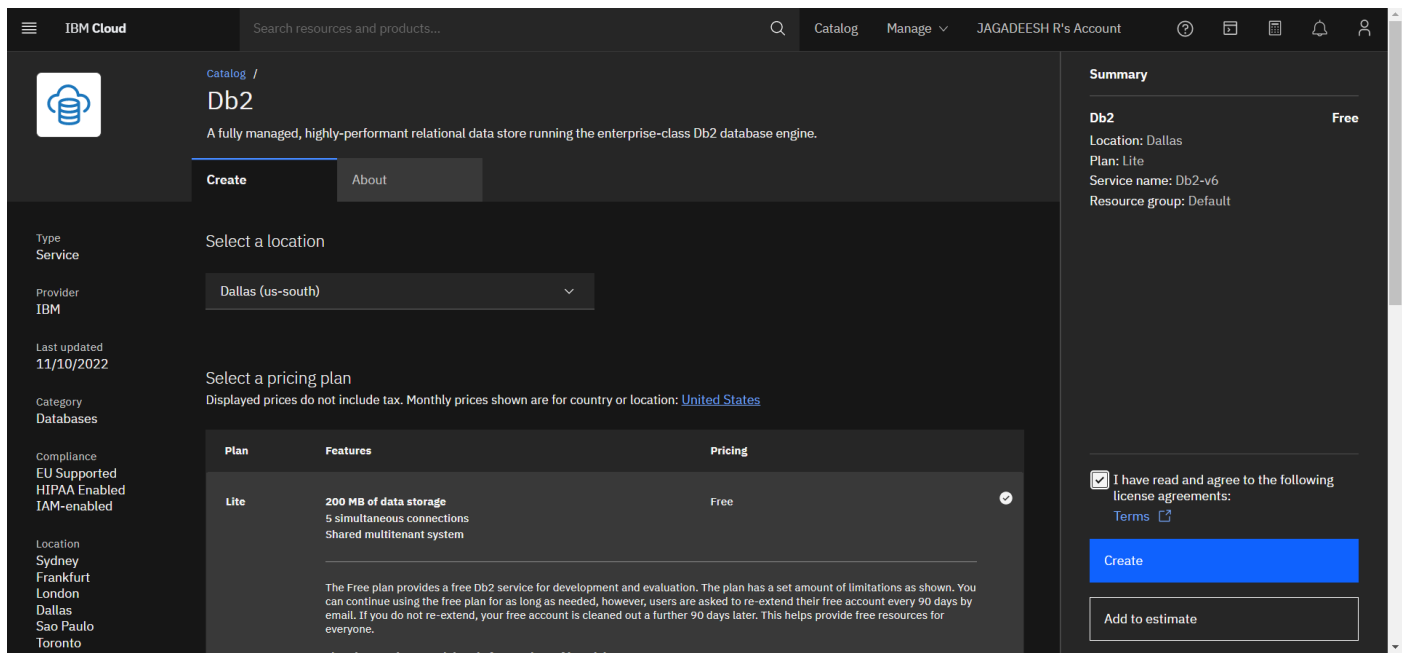 IBM Cloud
Search resources and products...
Catalog
Manage
JAGADEESH R's Account
Catalog /
Db2
A fully managed, highly-performant relational data store running the enterprise-class Db2 database engine.
Create
About
Type
Service
Provider
IBM
Last updated
11/10/2022
Category
Databases
Compliance
EU Supported
HIPAA Enabled
IAM-enabled
Location
Sydney
Frankfurt
London
Dallas
Sao Paulo
Toronto
Select a location
Dallas (us-south)
Select a pricing plan
Displayed prices do not include tax. Monthly prices shown are for country or location: United States
Plan Features Pricing
Lite 200 MB of data storage Free
5 simultaneous connections
Shared multitenant system
The Free plan provides a free Db2 service for development and evaluation. The plan has a set amount of limitations as shown. You
can continue using the free plan for as long as needed, however, users are asked to re-extend their free account every 90 days by
email. If you do not re-extend, your free account is cleaned out a further 90 days later. This helps provide free resources for
everyone.
Summary
Db2 Free
Location: Dallas
Plan: Lite
Service name: Db2-v6
Resource group: Default
I have read and agree to the following
license agreements:
Terms
Create
Add to estimate